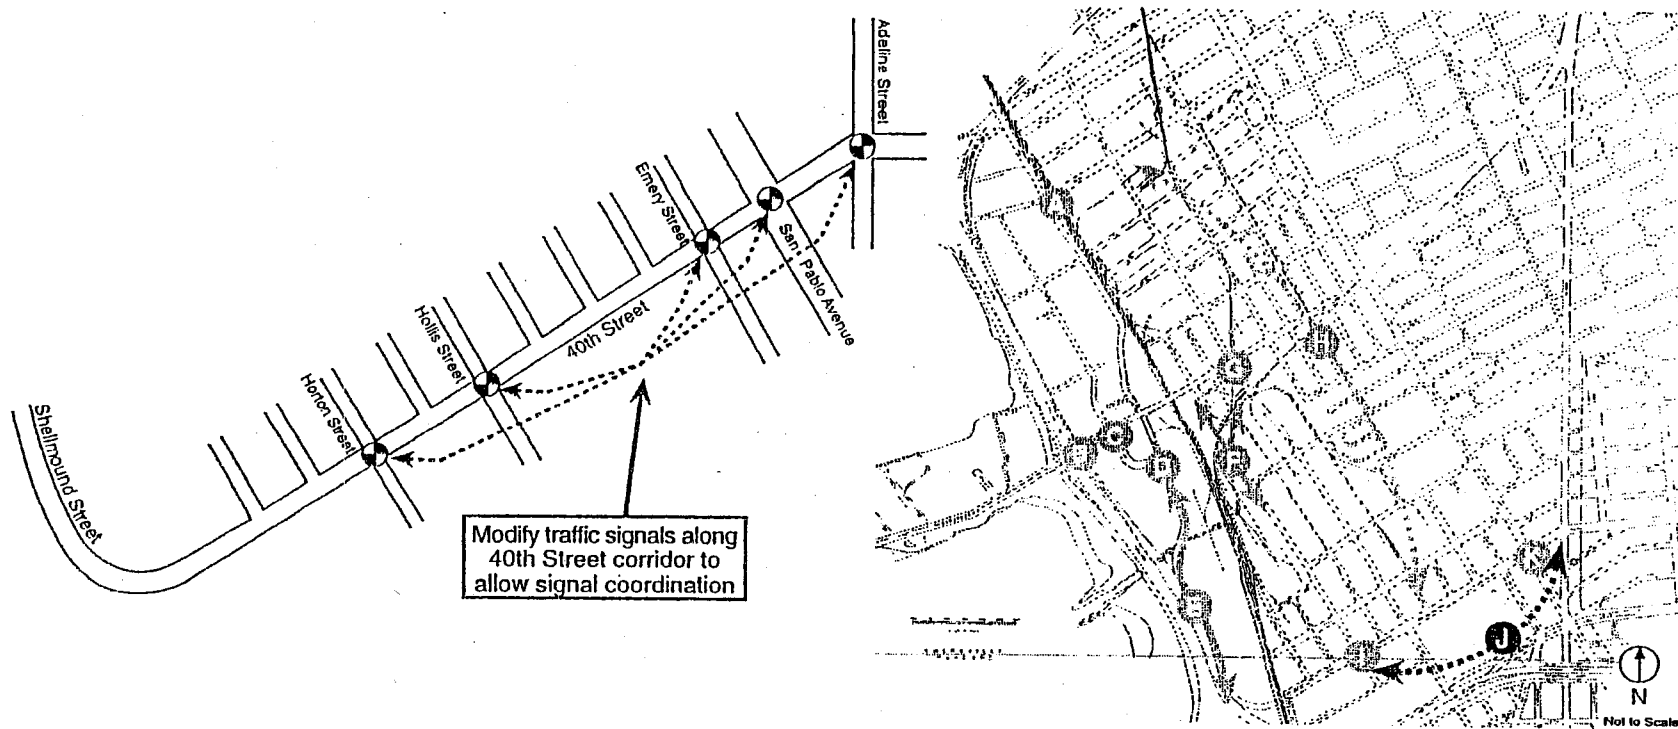 Adeline Street
Emery Street
San Pablo Avenue
Hollis Street
40th Street
Horton Street
Shellmound Street
Modify traffic signals along
40th Street corridor to
allow signal coordination
A
H
J
N
Not to Scale